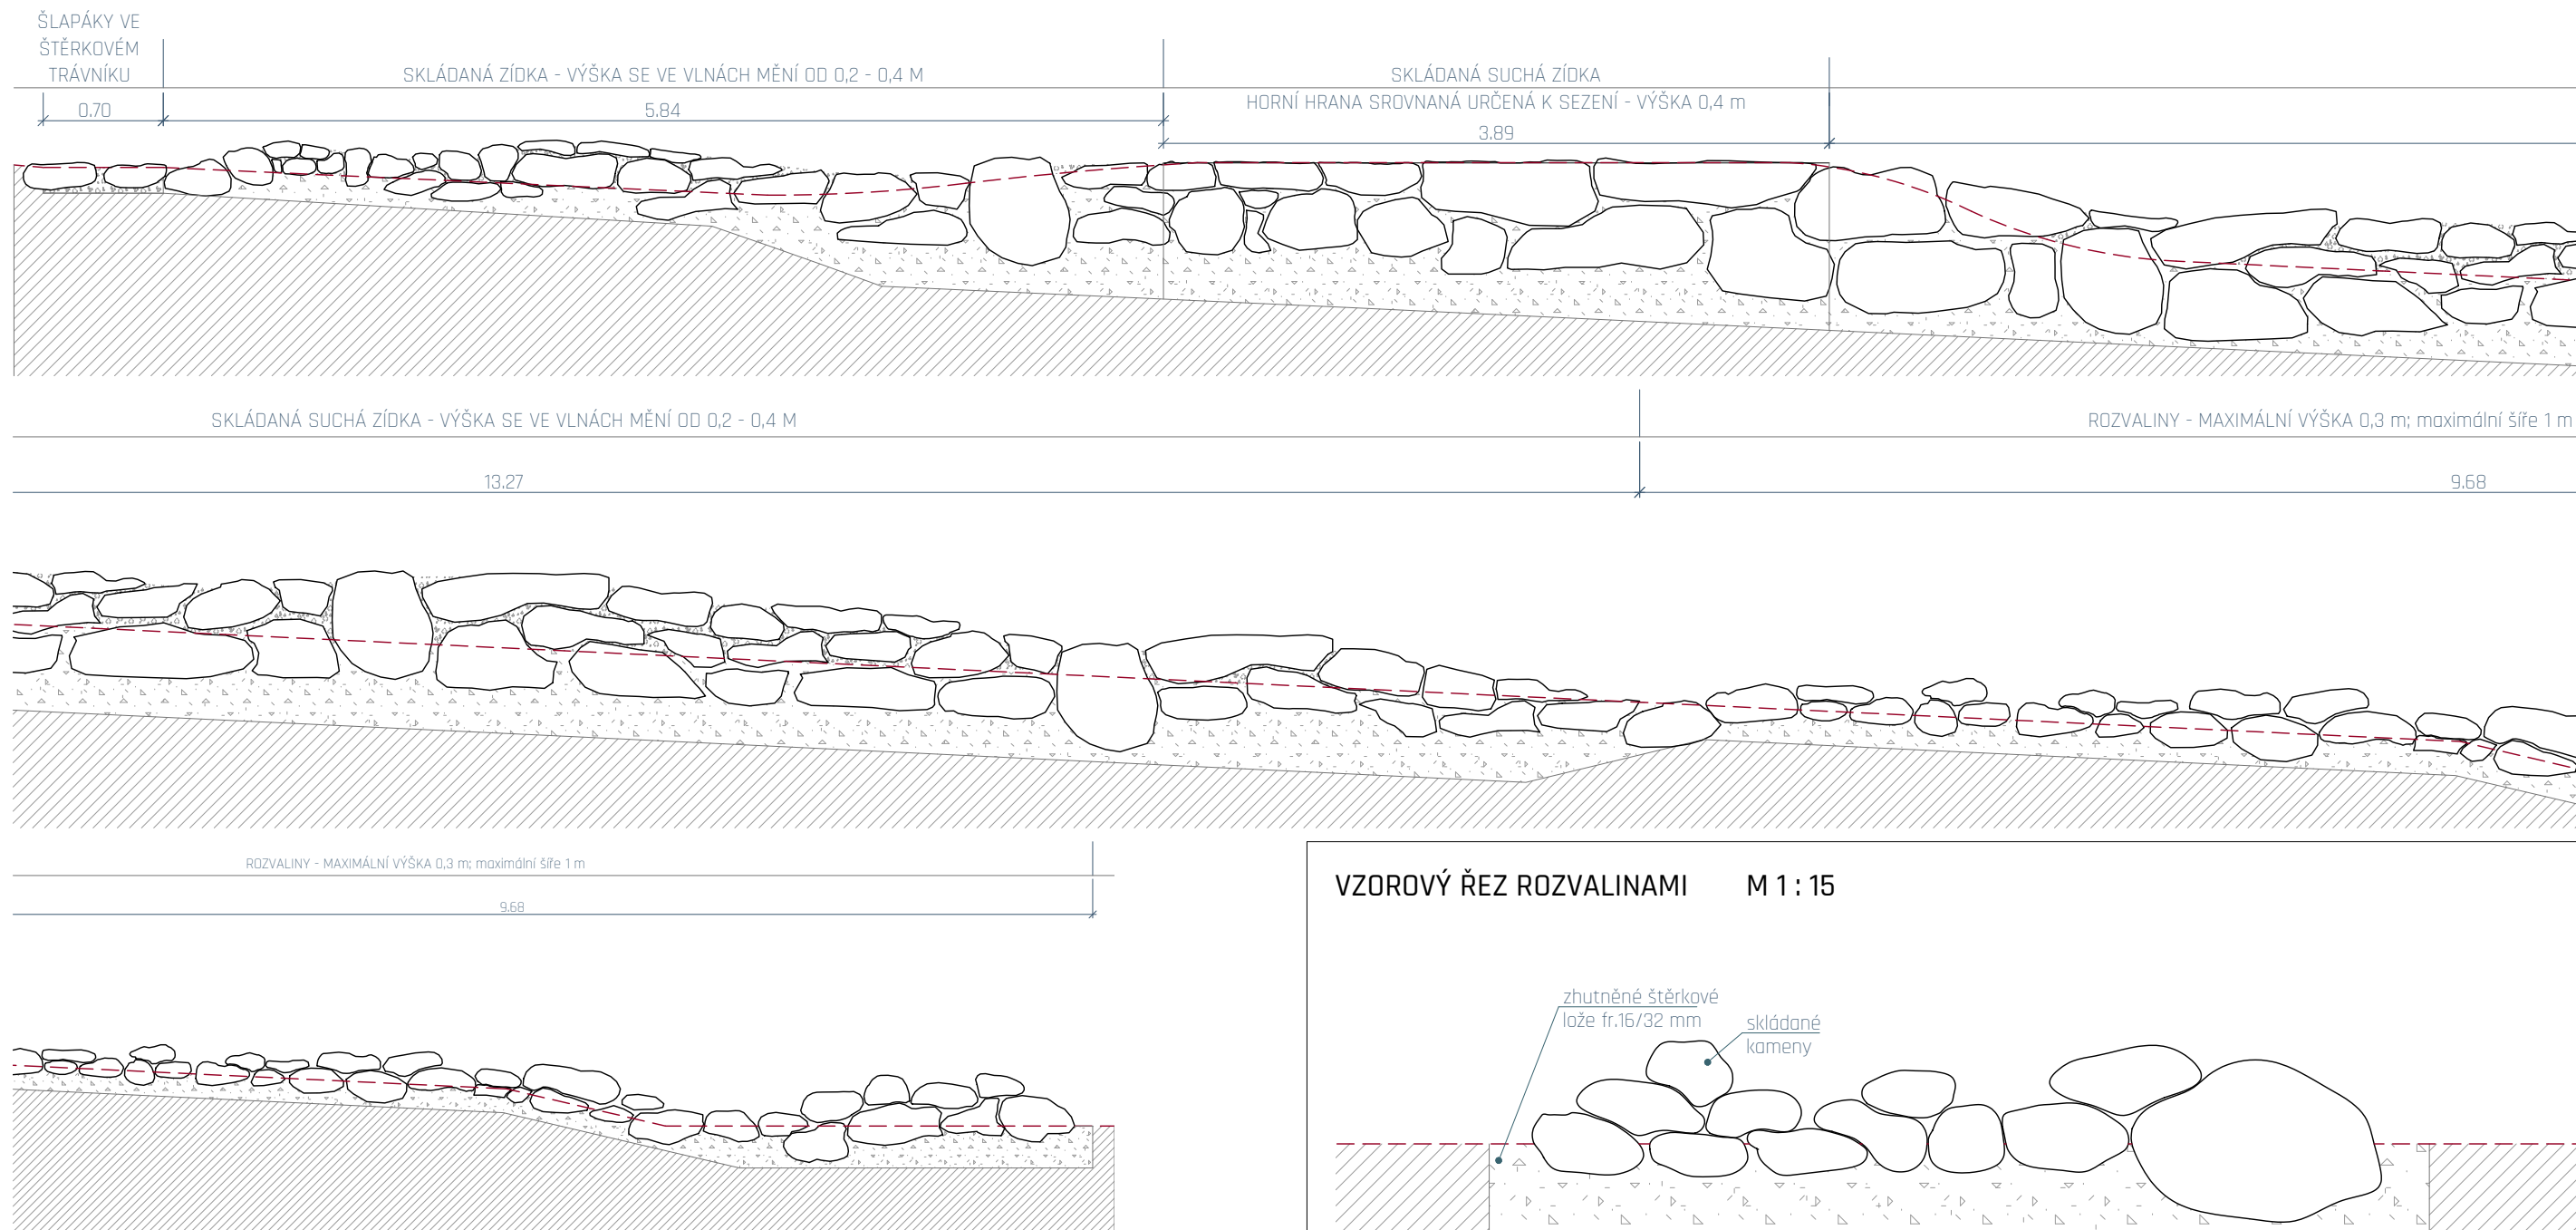 ŠLAPÁKY VE
ŠTĚRKOVÉM
TRÁVNÍKU
SKLÁDANÁ ZÍDKA - VÝŠKA SE VE VLNÁCH MĚNÍ OD 0,2 - 0,4 M
SKLÁDANÁ SUCHÁ ZÍDKA
HORNÍ HRANA SROVNANÁ URČENÁ K SEZENÍ - VÝŠKA 0,4 m
0.70
5.84
3.89
SKLÁDANÁ SUCHÁ ZÍDKA - VÝŠKA SE VE VLNÁCH MĚNÍ OD 0,2 - 0,4 M
ROZVALINY - MAXIMÁLNÍ VÝŠKA 0,3 m; maximální šíře 1 m
13.27
9.68
ROZVALINY - MAXIMÁLNÍ VÝŠKA 0,3 m; maximální šíře 1 m
9.68
VZOROVÝ ŘEZ ROZVALINAMI M 1 : 15
zhutněné štěrkové
lože fr.16/32 mm
skládané
kameny